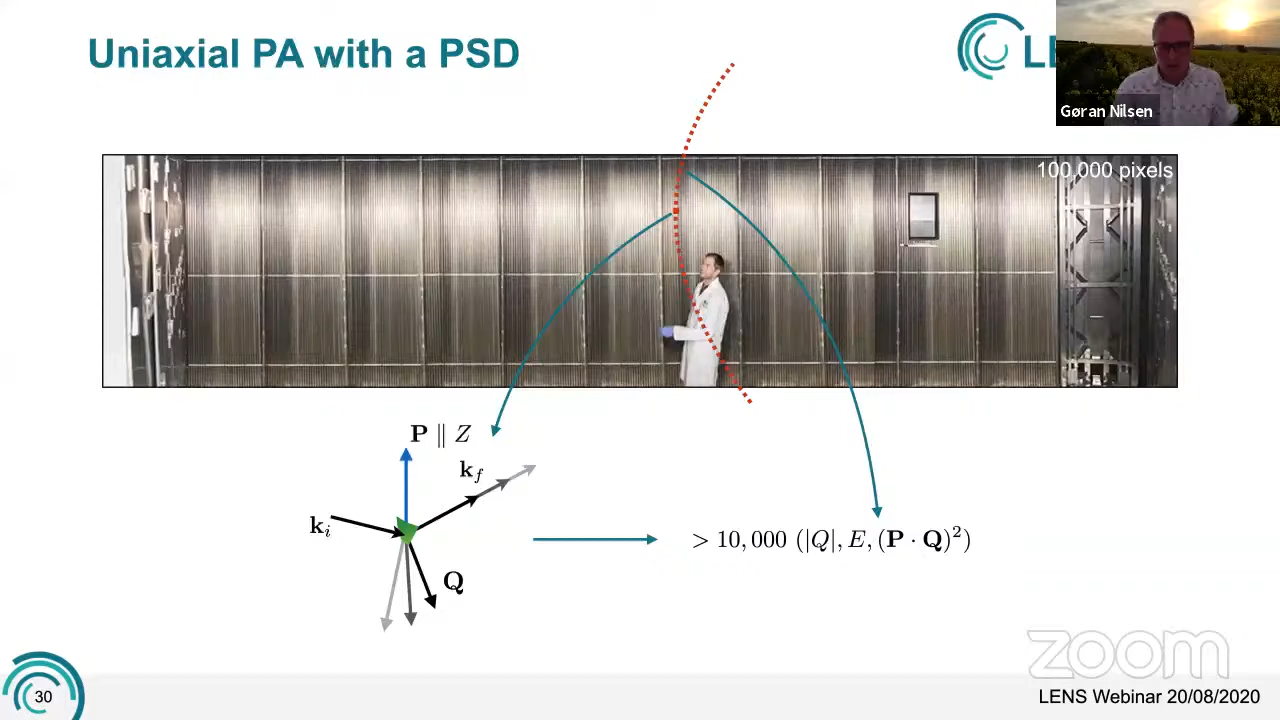 Uniaxial PA with a PSD
Gøran Nilsen
100,000 pixels
P ∥ Z
k_f
k_i
> 10,000 (|Q|, E, (P · Q)²)
Q
zoom
30
LENS Webinar 20/08/2020